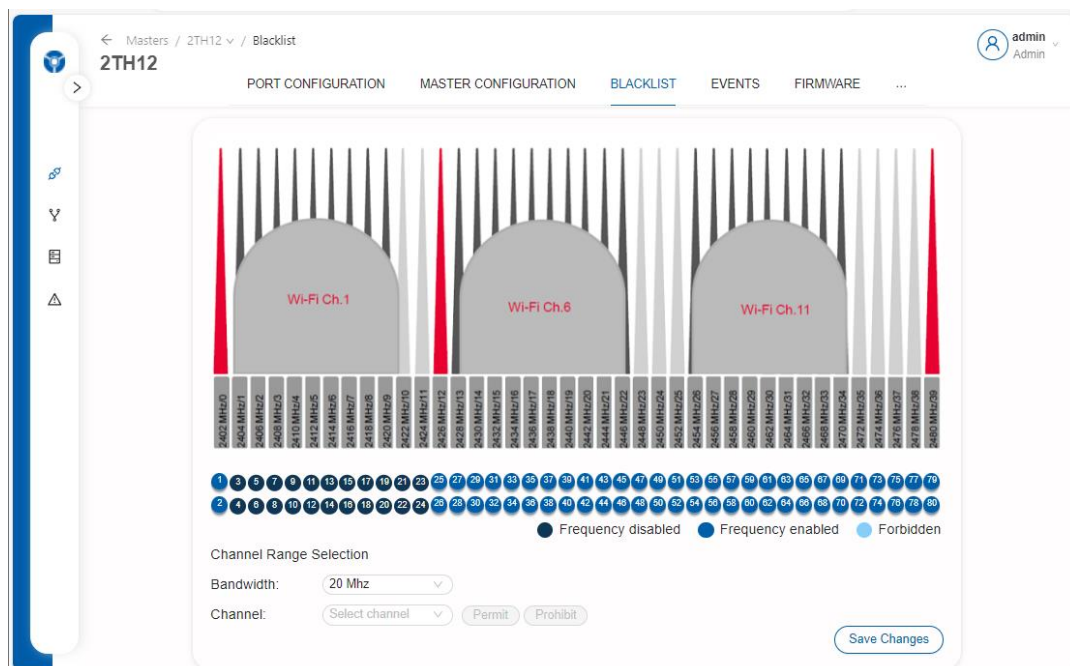 ← Masters / 2TH12 / Blacklist
admin
Admin
2TH12
PORT CONFIGURATION MASTER CONFIGURATION BLACKLIST EVENTS FIRMWARE ...
Wi-Fi Ch.1 Wi-Fi Ch.6 Wi-Fi Ch.11
2402 MHz/0 2404 MHz/1 2406 MHz/2 2408 MHz/3 2410 MHz/4 2412 MHz/5 2414 MHz/6 2416 MHz/7 2418 MHz/8 2420 MHz/9 2422 MHz/10 2424 MHz/11 2426 MHz/12 2428 MHz/13 2430 MHz/14 2432 MHz/15 2434 MHz/16 2436 MHz/17 2438 MHz/18 2440 MHz/19 2442 MHz/20 2444 MHz/21 2446 MHz/22 2448 MHz/23 2450 MHz/24 2452 MHz/25 2454 MHz/26 2456 MHz/27 2458 MHz/28 2460 MHz/29 2462 MHz/30 2464 MHz/31 2466 MHz/32 2468 MHz/33 2470 MHz/34 2472 MHz/35 2474 MHz/36 2476 MHz/37 2478 MHz/38 2480 MHz/39
1 3 5 7 9 11 13 15 17 19 21 23 25 27 29 31 33 35 37 39 41 43 45 47 49 51 53 55 57 59 61 63 65 67 69 71 73 75 77 79
2 4 6 8 10 12 14 16 18 20 22 24 26 28 30 32 34 36 38 40 42 44 46 48 50 52 54 56 58 60 62 64 66 68 70 72 74 76 78 80
Frequency disabled Frequency enabled Forbidden
Channel Range Selection
Bandwidth: 20 Mhz
Channel: Select channel Permit Prohibit
Save Changes